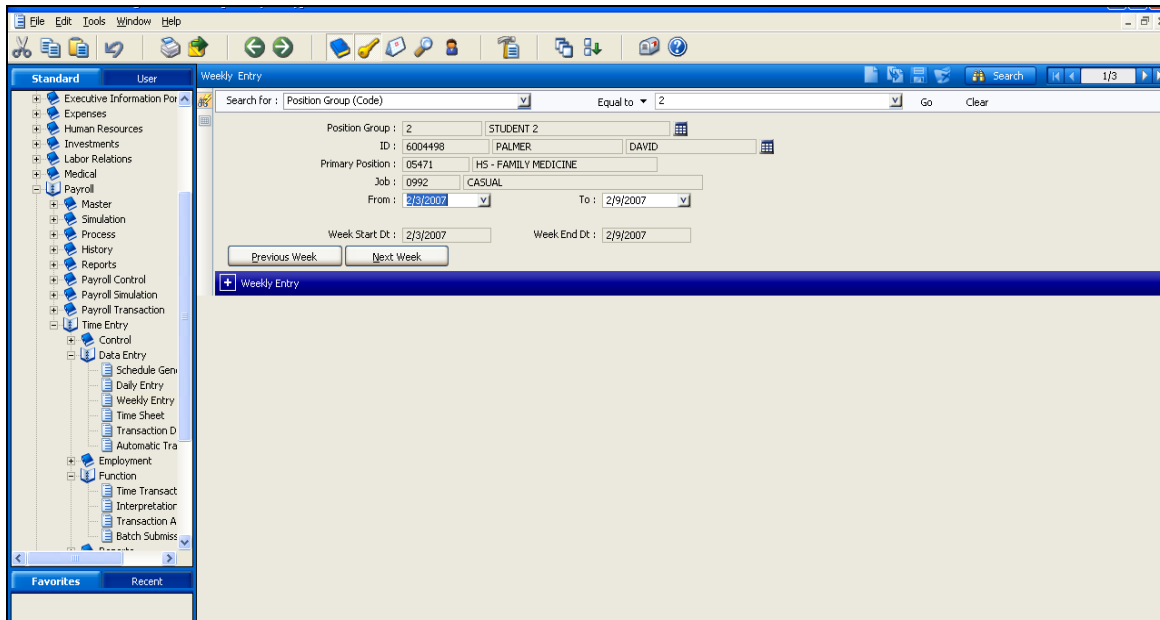 File Edit Tools Window Help
Standard User
Executive Information Por
Expenses
Human Resources
Investments
Labor Relations
Medical
Payroll
Master
Simulation
Process
History
Reports
Payroll Control
Payroll Simulation
Payroll Transaction
Time Entry
Control
Data Entry
Schedule Gen
Daily Entry
Weekly Entry
Time Sheet
Transaction D
Automatic Tra
Employment
Function
Time Transact
Interpretation
Transaction A
Batch Submiss
Favorites Recent
Weekly Entry Search 1/3
Search for : Position Group (Code) Equal to 2 Go Clear
Position Group : 2 STUDENT 2
ID : 6004498 PALMER DAVID
Primary Position : 05471 HS - FAMILY MEDICINE
Job : 0992 CASUAL
From : 2/3/2007 To : 2/9/2007
Week Start Dt : 2/3/2007 Week End Dt : 2/9/2007
Previous Week Next Week
Weekly Entry